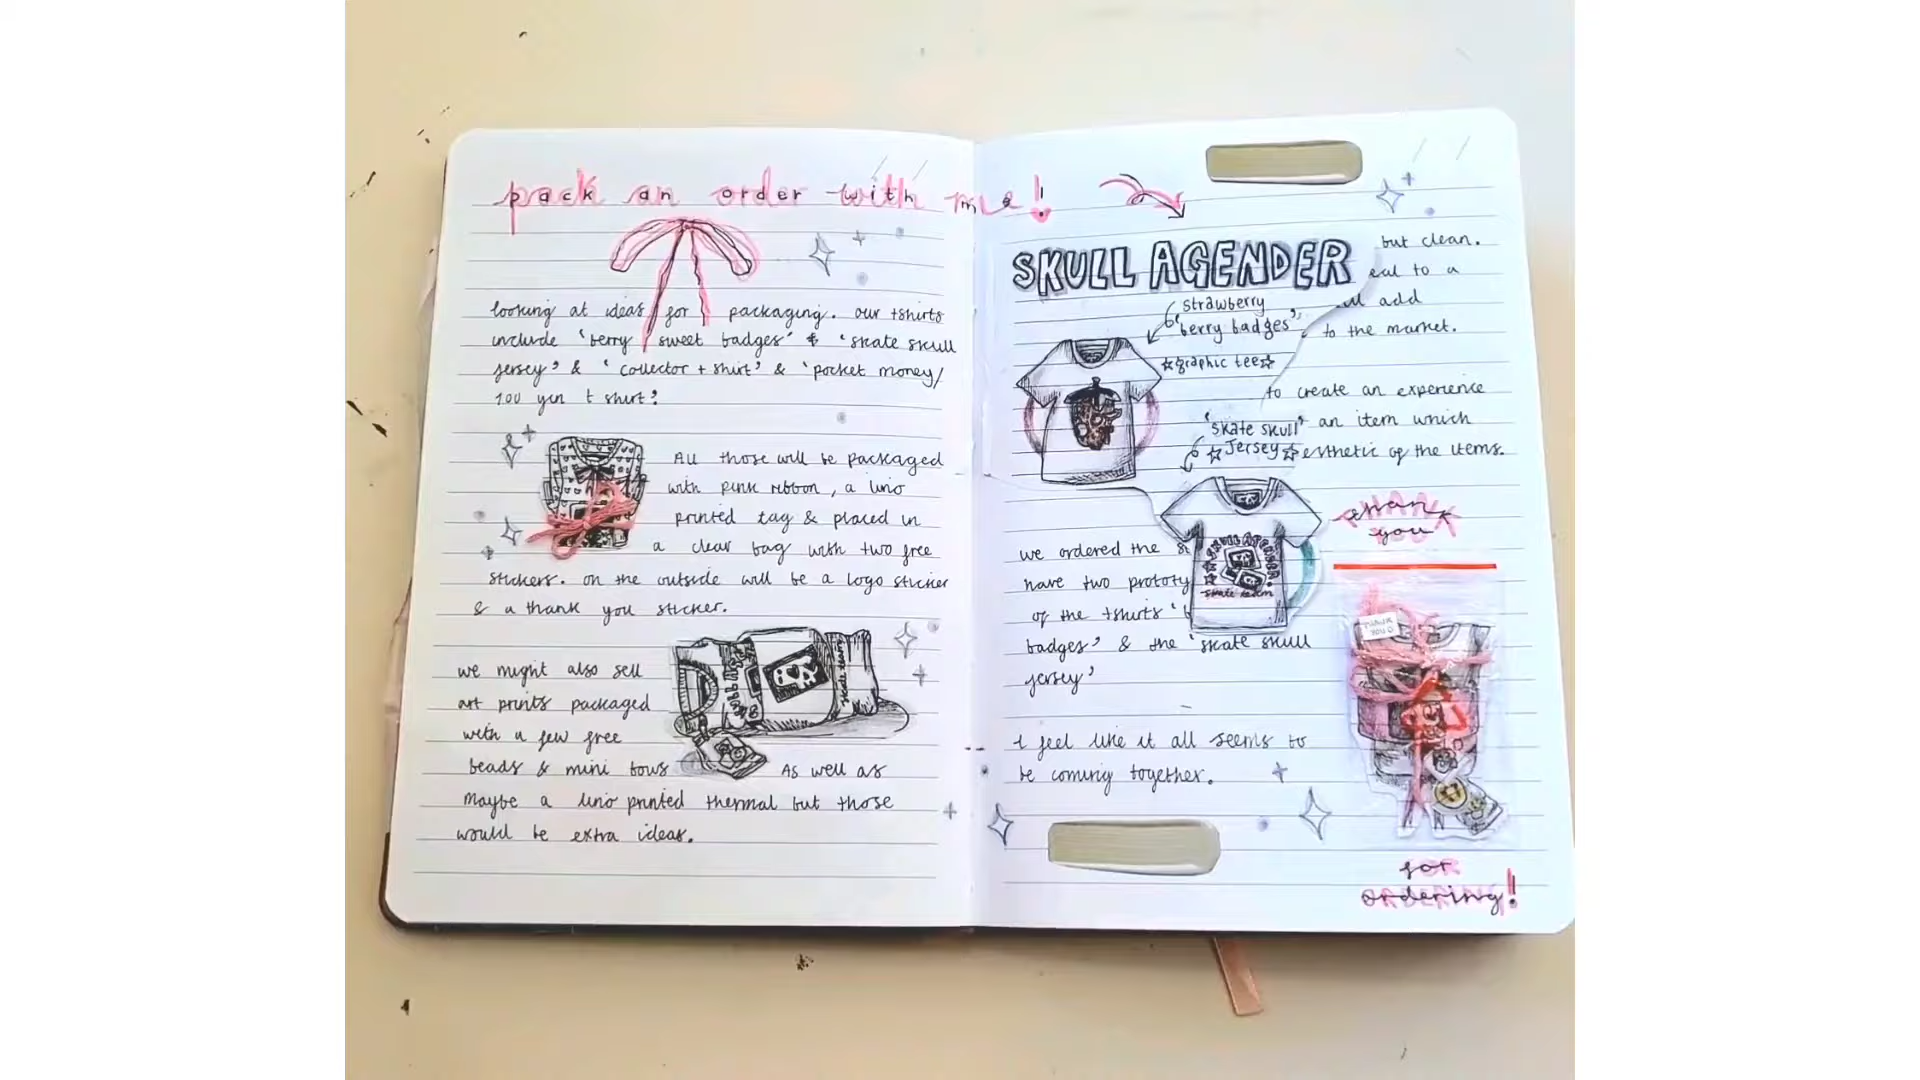 pack an order with me!
looking at ideas for packaging. our tshirts
include 'berry sweet badges' & 'skate skull
jersey' & 'collector t shirt' & 'pocket money/
100 yen t shirt'.
All those will be packaged
with pink ribbon, a lino
printed tag & placed in
a clear bag with two free
stickers. on the outside will be a logo sticker
& a thank you sticker.
we might also sell
art prints packaged
with a few free
beads & mini bows
As well as
maybe a lino printed thermal but those
would be extra ideas.
SKULL AGENDER
but clean.
to a
add
to the market.
strawberry
'berry badges'
graphic tee
to create an experience
'skate skull'
Jersey
an item which
of the items.
SKULL AGENDER
skate team
we ordered the
have two
of the tshirts
badges' & the 'skate skull
jersey'
I feel like it all seems to
be coming together.
thank
you
THANK
YOU
for
ordering!